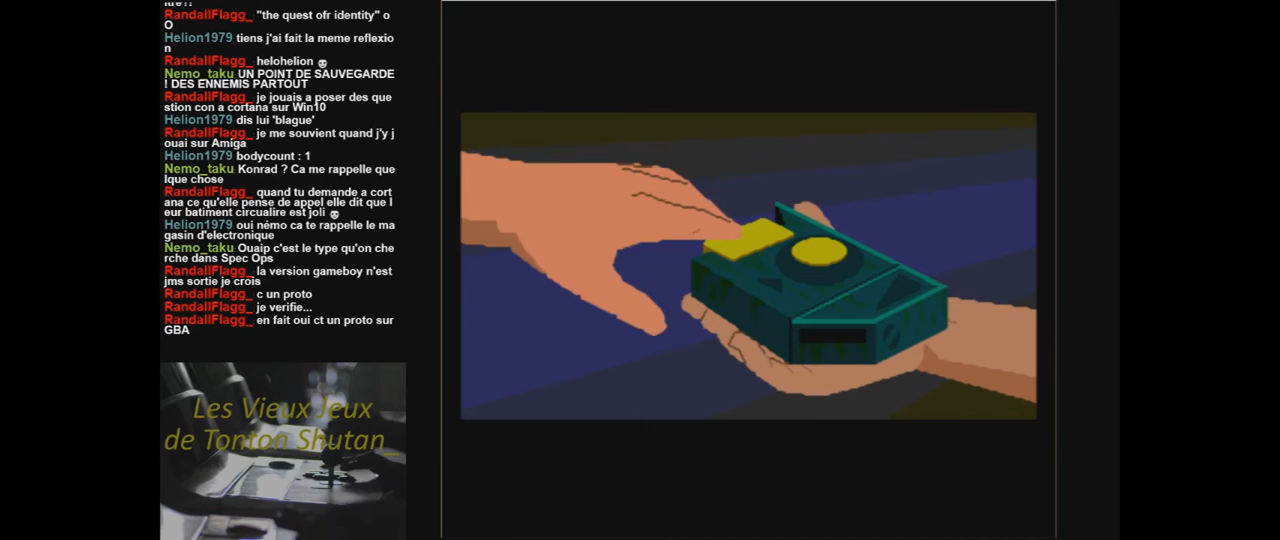 RandallFlagg_ "the quest ofr identity" o
O
Helion1979 tiens j'ai fait la meme reflexio
n
RandallFlagg_ helohelion
Nemo_taku UN POINT DE SAUVEGARDE
! DES ENNEMIS PARTOUT
RandallFlagg_ je jouais a poser des que
stion con a cortana sur Win10
Helion1979 dis lui 'blague'
RandallFlagg_ je me souvient quand j'y j
ouai sur Amiga
Helion1979 bodycount : 1
Nemo_taku Konrad ? Ca me rappelle que
lque chose
RandallFlagg_ quand tu demande a cort
ana ce qu'elle pense de appel elle dit que l
eur batiment circualire est joli
Helion1979 oui némo ca te rappelle le ma
gasin d'electronique
Nemo_taku Ouaip c'est le type qu'on che
rche dans Spec Ops
RandallFlagg_ la version gameboy n'est
jms sortie je crois
RandallFlagg_ c un proto
RandallFlagg_ je verifie...
RandallFlagg_ en fait oui ct un proto sur
GBA
Les Vieux Jeux
de Tonton Shutan_